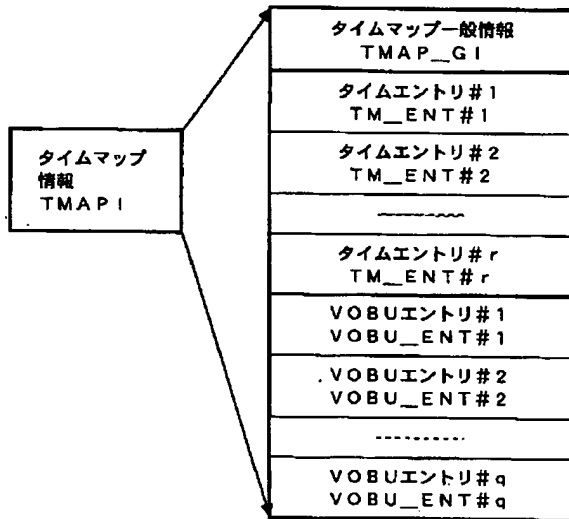 タイムマップ
情報
TMAPI
タイムマップ一般情報
TMAP_GI
タイムエントリ#1
TM_ENT#1
タイムエントリ#2
TM_ENT#2
タイムエントリ#r
TM_ENT#r
VOBUエントリ#1
VOBU_ENT#1
VOBUエントリ#2
VOBU_ENT#2
VOBUエントリ#q
VOBU_ENT#q